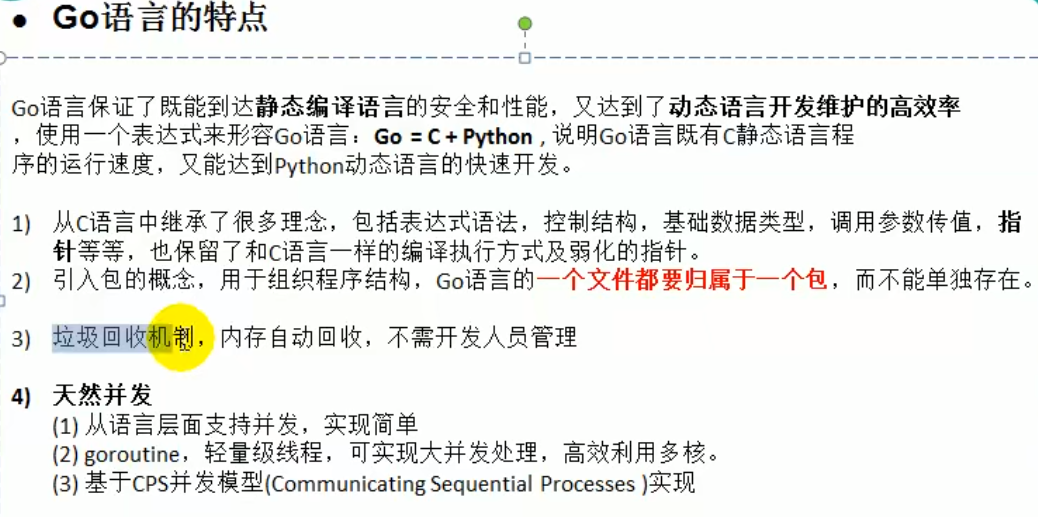 • Go语言的特点
Go语言保证了既能到达静态编译语言的安全和性能，又达到了动态语言开发维护的高效率
，使用一个表达式来形容Go语言：Go = C + Python , 说明Go语言既有C静态语言程
序的运行速度，又能达到Python动态语言的快速开发。
1) 从C语言中继承了很多理念，包括表达式语法，控制结构，基础数据类型，调用参数传值，指
针等等，也保留了和C语言一样的编译执行方式及弱化的指针。
2) 引入包的概念，用于组织程序结构，Go语言的一个文件都要归属于一个包，而不能单独存在。
3) 垃圾回收机制，内存自动回收，不需开发人员管理
4) 天然并发
(1) 从语言层面支持并发，实现简单
(2) goroutine，轻量级线程，可实现大并发处理，高效利用多核。
(3) 基于CPS并发模型(Communicating Sequential Processes )实现